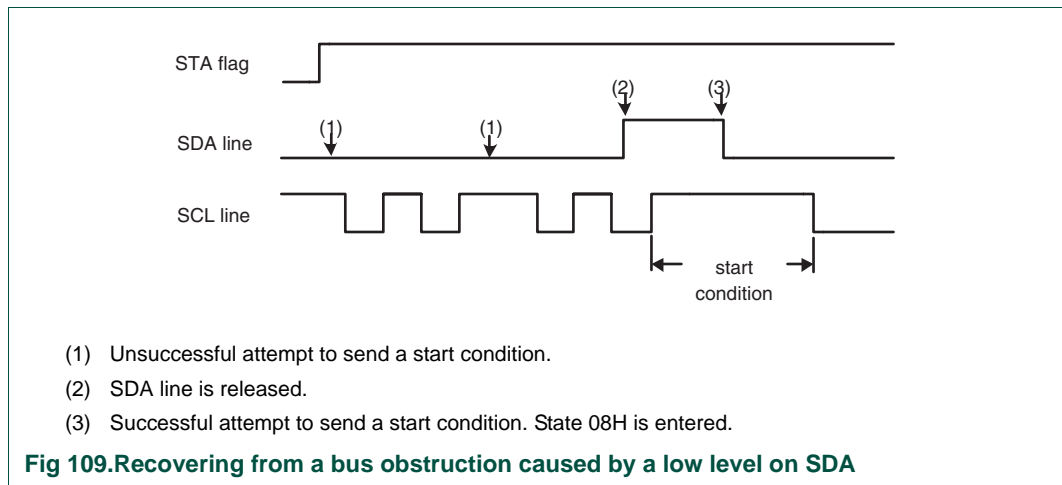 STA flag
(2) (3)
(1) (1)
SDA line
SCL line
start
condition
(1) Unsuccessful attempt to send a start condition.
(2) SDA line is released.
(3) Successful attempt to send a start condition. State 08H is entered.
Fig 109.Recovering from a bus obstruction caused by a low level on SDA